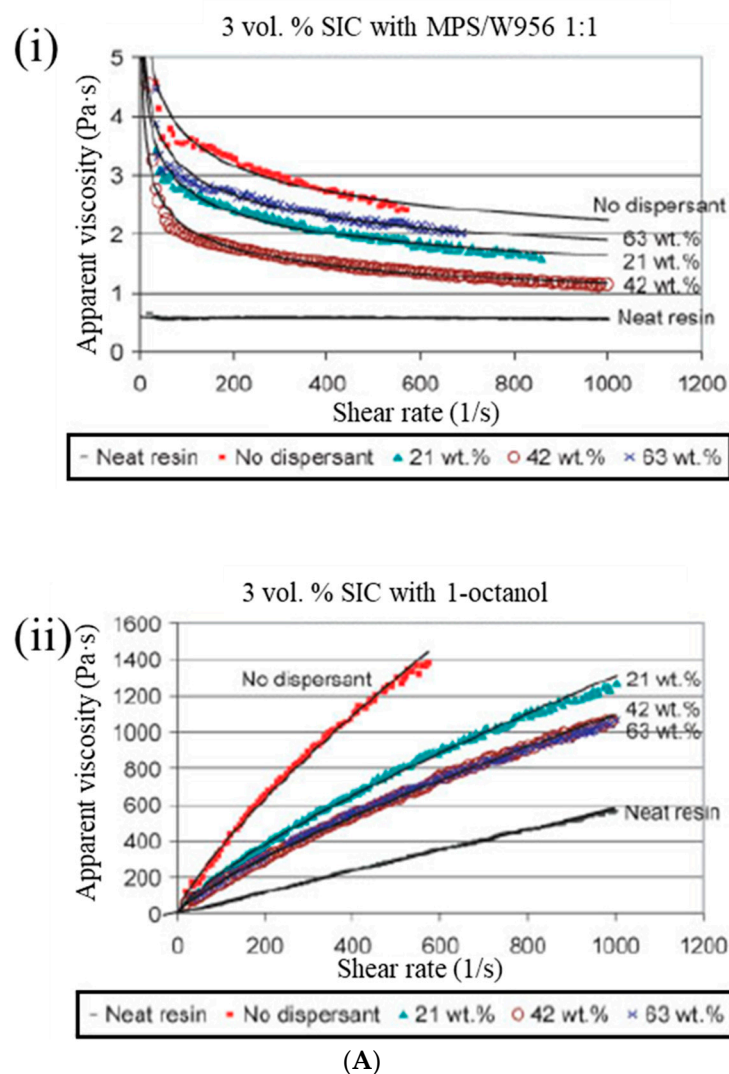 3 vol. % SIC with MPS/W956 1:1
(i)
Apparent viscosity (Pa·s)
5
4
3
2
1
0
No dispersant
63 wt.%
21 wt.%
42 wt.%
Neat resin
0 200 400 600 800 1000 1200
Shear rate (1/s)
- Neat resin ▪ No dispersant ▲ 21 wt.% ○ 42 wt.% × 63 wt.%
3 vol. % SIC with 1-octanol
(ii)
Apparent viscosity (Pa·s)
1600
1400
1200
1000
800
600
400
200
0
No dispersant
21 wt.%
42 wt.%
63 wt.%
Neat resin
0 200 400 600 800 1000 1200
Shear rate (1/s)
- Neat resin ▪ No dispersant ▲ 21 wt.% ○ 42 wt.% × 63 wt.%
(A)